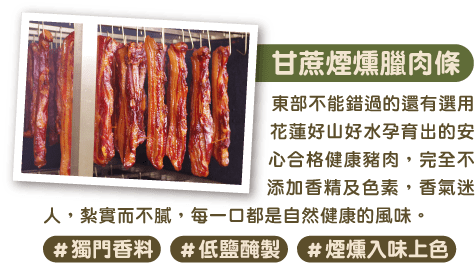 甘蔗煙燻臘肉條
東部不能錯過的還有選用
花蓮好山好水孕育出的安
心合格健康豬肉，完全不
添加香精及色素，香氣迷
人，紮實而不膩，每一口都是自然健康的風味。
#獨門香料 #低鹽醃製 #煙燻入味上色